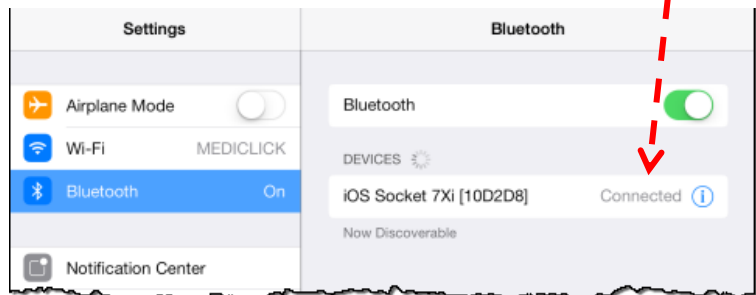 Settings
Bluetooth
Airplane Mode
Wi-Fi MEDICLICK
Bluetooth On
Notification Center
Bluetooth
DEVICES
iOS Socket 7Xi [10D2D8] Connected
Now Discoverable